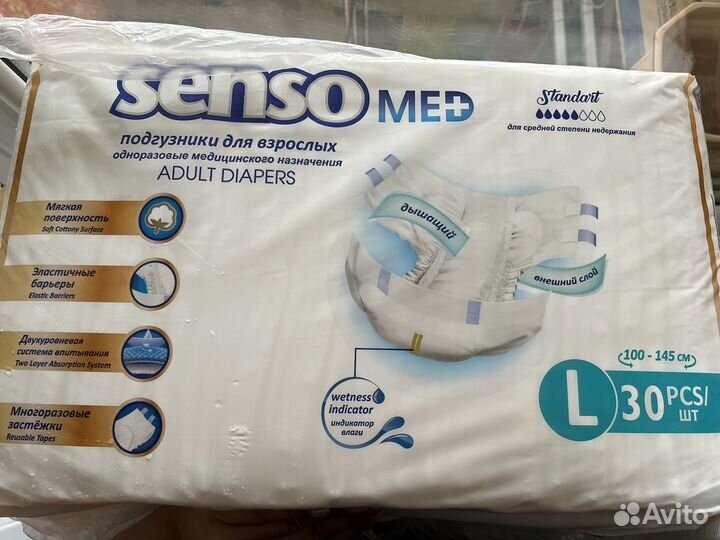 senso MED
подгузники для взрослых
одноразовые медицинского назначения
ADULT DIAPERS
Standart
для средней степени недержания
Мягкая
поверхность
Soft Cottony Surface
Эластичные
барьеры
Elastic Barriers
Двухуровневая
система впитывания
Two Layer Absorption System
Многоразовые
застёжки
Reusable Tapes
дышащий
внешний слой
wetness
indicator
индикатор
влаги
L
100 - 145 см
30 PCS/
ШТ
Avito